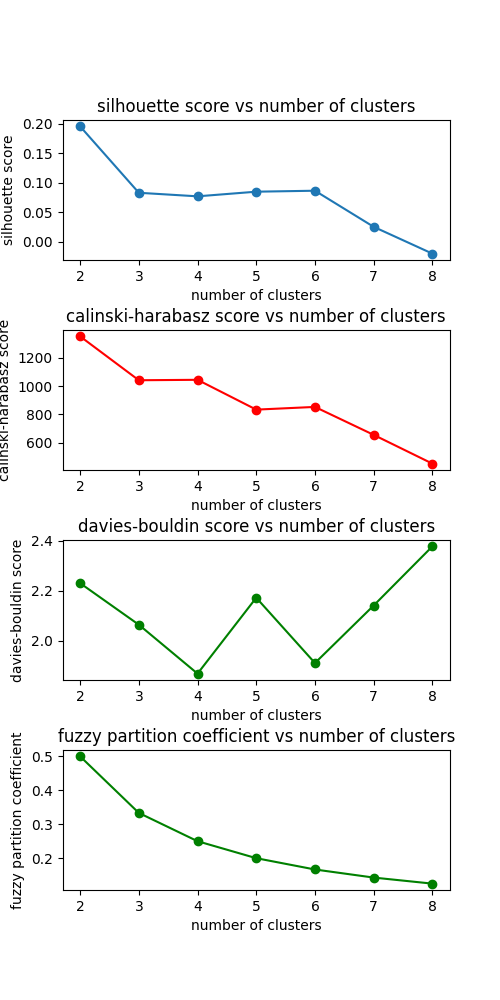 silhouette score vs number of clusters
silhouette score
0.20
0.15
0.10
0.05
0.00
2 3 4 5 6 7 8
number of clusters
calinski-harabasz score vs number of clusters
calinski-harabasz score
1200
1000
800
600
2 3 4 5 6 7 8
number of clusters
davies-bouldin score vs number of clusters
davies-bouldin score
2.4
2.2
2.0
2 3 4 5 6 7 8
number of clusters
fuzzy partition coefficient vs number of clusters
fuzzy partition coefficient
0.5
0.4
0.3
0.2
2 3 4 5 6 7 8
number of clusters